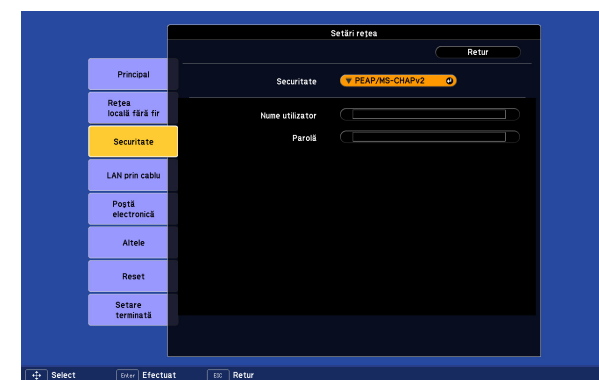 Setări rețea
Retur
Principal
Securitate
PEAP/MS-CHAPv2
Rețea
locală fără fir
Nume utilizator
Parolă
Securitate
LAN prin cablu
Poștă
electronică
Altele
Reset
Setare
terminată
Select
Enter Efectuat
ESC Retur